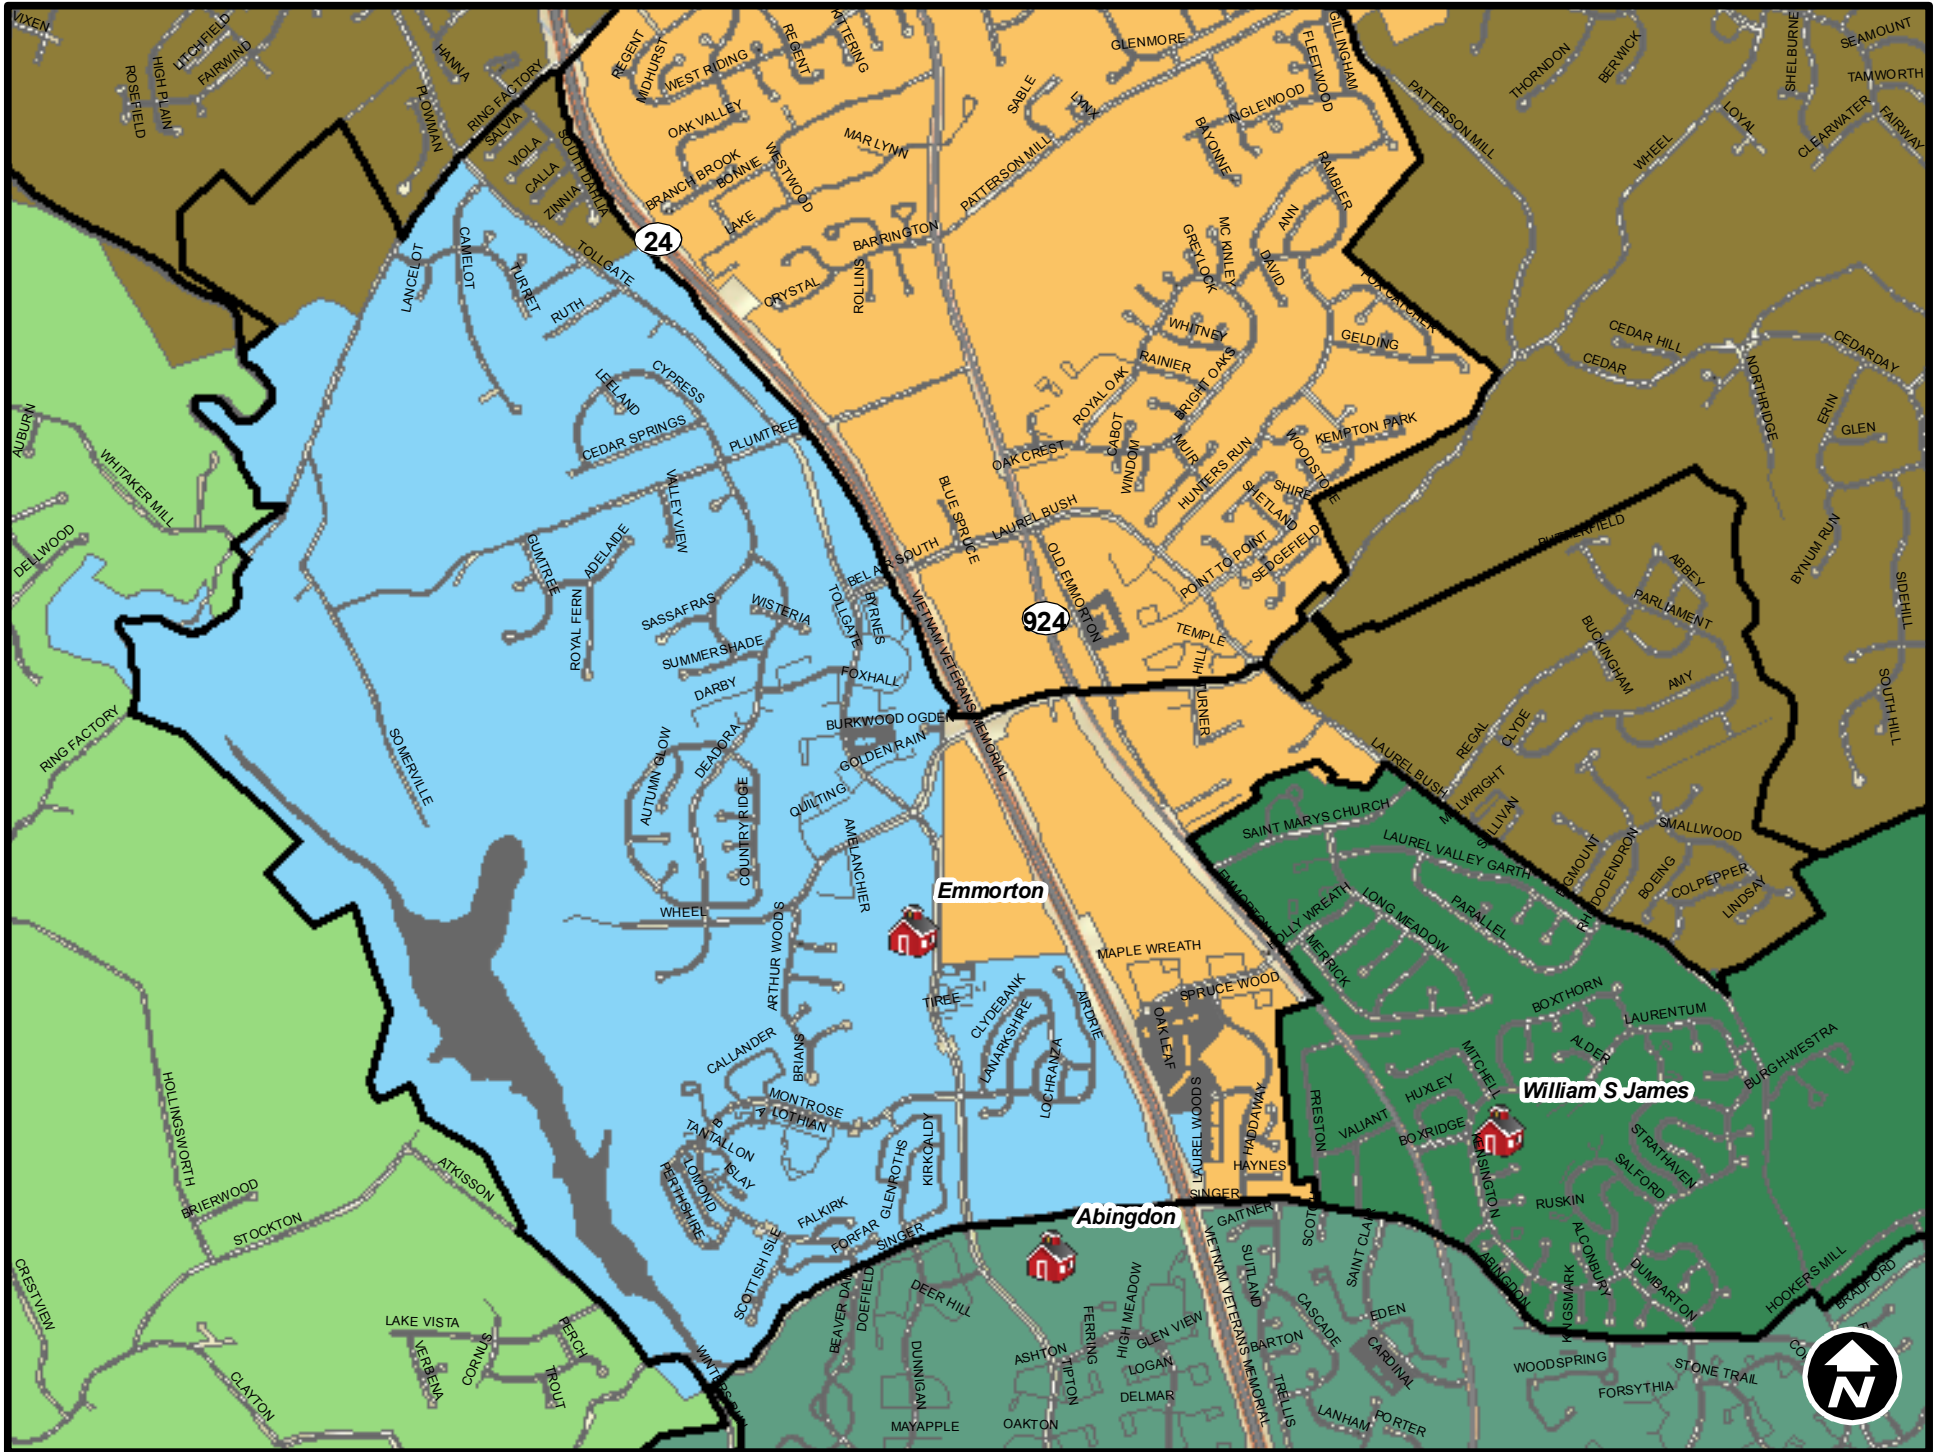 VIXEN
LITCHFIELD
FAIRWIND
HIGH PLAIN
ROSEFIELD
HANNA
PLOWMAN
RING FACTORY
SALVIA
VIOLA
CALLA
ZINNIA
SOUTH DAHLIA
REGENT
MIDHURST
WEST RIDING
REGENT
KITTERING
OAK VALLEY
BRANCH BROOK
BONNIE
WESTWOOD
MAR LYNN
LAKE
SABLE
LYNX
GLENMORE
PATTERSON MILL
BARRINGTON
CRYSTAL
ROLLINS
GILLINGHAM
FLEETWOOD
INGLEWOOD
BAYONNE
RAMBLER
ANN
DAVID
MC KINLEY
GREYLOCK
FOX CATCHER
GELDING
PATTERSON MILL
THORNDON
BERWICK
SHELBURNE
SEAMOUNT
TAMWORTH
CLEARWATER
FAIRWAY
LOYAL
WHEEL
24
TOLLGATE
LANCELOT
CAMELOT
TURRET
RUTH
LEELAND
CYPRESS
CEDAR SPRINGS
PLUMTREE
VALLEY VIEW
GUMTREE
ADELAIDE
ROYAL FERN
SASSAFRAS
WISTERIA
SUMMERSHADE
DARBY
TOLLGATE
BYRNES
FOXHALL
BEL AIR SOUTH
LAUREL BUSH
BLUE SPRUCE
OAK CREST
ROYAL OAK
WHITNEY
RAINIER
BRIGHT OAKS
CABOT
WINDOM
MUIR
HUNTERS RUN
WOODSTOCK
KEMPTON PARK
SHIRE
SHETLAND
POINT TO POINT
SEDGEFIELD
OLD EMMORTON
924
TEMPLE
HILL
TURNER
CEDAR HILL
CEDAR
NORTHRIDGE
CEDARDAY
ERIN
GLEN
BYNUM RUN
SIDEHILL
SOUTH HILL
BUTTERFIELD
ABBEY
PARLIAMENT
BUCKINGHAM
AMY
REGAL
CLYDE
LAUREL BUSH
MILLWRIGHT
SULLIVAN
EGMOUNT
RHODODENDRON
SMALLWOOD
BOEING
COLPEPPER
LINDSAY
AUBURN
WHITAKER MILL
DELLWOOD
RING FACTORY
SOMERVILLE
AUTUMN GLOW
DEADORA
COUNTRY RIDGE
BURKWOOD
OGDEN
GOLDEN RAIN
QUILTING
AMELANCHIER
VIETNAM VETERANS MEMORIAL
WHEEL
ARTHUR WOODS
Emmorton
TIREE
CLYDEBANK
LANARKSHIRE
LOCHRANZA
AIRDRIE
MAPLE WREATH
SPRUCE WOOD
OAK LEAF
LAUREL WOODS
HADDAWAY
HAYNES
SINGER
EMMORTON
SAINT MARYS CHURCH
LAUREL VALLEY GARTH
HOLLY WREATH
LONG MEADOW
PARALLEL
MERRICK
BOXTHORN
LAURENTUM
ALDER
MITCHELL
HUXLEY
William S James
BURGH-WESTRA
PRESTON
VALIANT
BOXRIDGE
KENSINGTON
STRATHAVEN
SALFORD
RUSKIN
ALCONBURY
DUMBARTON
KINGSMARK
ABINGDON
HOOKERS MILL
BRADFORD
CALLANDER
BRIANS
MONTROSE
A
LOTHIAN
B
TANTALLON
ISLAY
LOMOND
PERTHSHIRE
GLENROTHS
KIRKCALDY
FALKIRK
FORFAR
SINGER
SCOTTISH ISLE
HOLLINGSWORTH
BRIERWOOD
STOCKTON
ATKISSON
CRESTVIEW
LAKE VISTA
VERBENA
CORNUS
PERCH
TROUT
CLAYTON
WINTERS RUN
Abingdon
BEAVER DAM
DOEFIELD
DEER HILL
DUNNIGAN
MAYAPPLE
ASHTON
TIPTON
FERRING
HIGH MEADOW
GLEN VIEW
LOGAN
DELMAR
OAKTON
VIETNAM VETERANS MEMORIAL
GAITNER
SUITLAND
SAINT CLAIR
CASCADE
EDEN
CARDINAL
BARTON
TRELLIS
LANHAM
PORTER
WOODSPRING
FORSYTHIA
STONE TRAIL
N